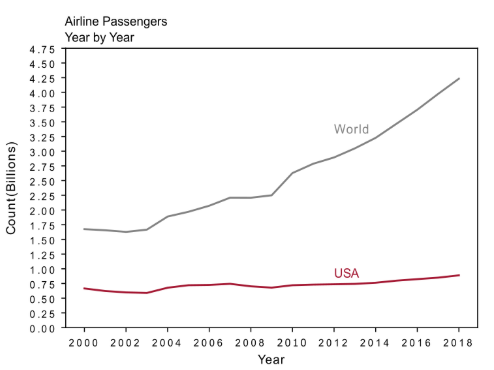 Airline Passengers
Year by Year
4.75
4.50
4.25
4.00
3.75
3.50
3.25
3.00
2.75
2.50
2.25
2.00
1.75
1.50
1.25
1.00
0.75
0.50
0.25
0.00
Count(Billions)
World
USA
2000 2002 2004 2006 2008 2010 2012 2014 2016 2018
Year